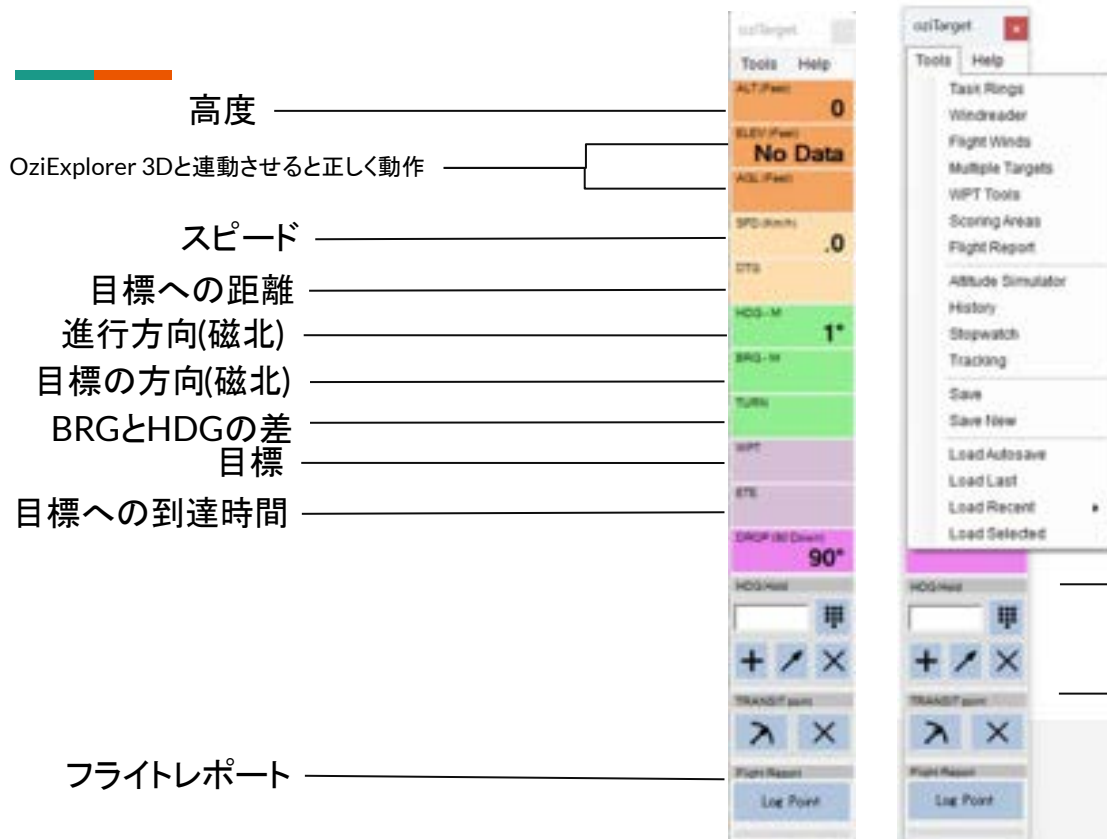 高度
OziExplorer 3Dと連動させると正しく動作
スピード
目標への距離
進行方向(磁北)
目標の方向(磁北)
BRGとHDGの差
目標
目標への到達時間
フライトレポート
oziTarget
Tools Help
ALT (Feet)
0
ELEV (Feet)
No Data
AGL (Feet)
SPD (Km/h)
.0
DTG
HDG - M
1°
BRG - M
TURN
WPT
ETE
DROP (90 Down)
90°
HDG Hold
TRANSIT point
Flight Report
Log Point
oziTarget
Tools Help
Task Rings
Windreader
Flight Winds
Multiple Targets
WPT Tools
Scoring Areas
Flight Report
Altitude Simulator
History
Stopwatch
Tracking
Save
Save New
Load Autosave
Load Last
Load Recent
Load Selected
HDG Hold
TRANSIT point
Flight Report
Log Point